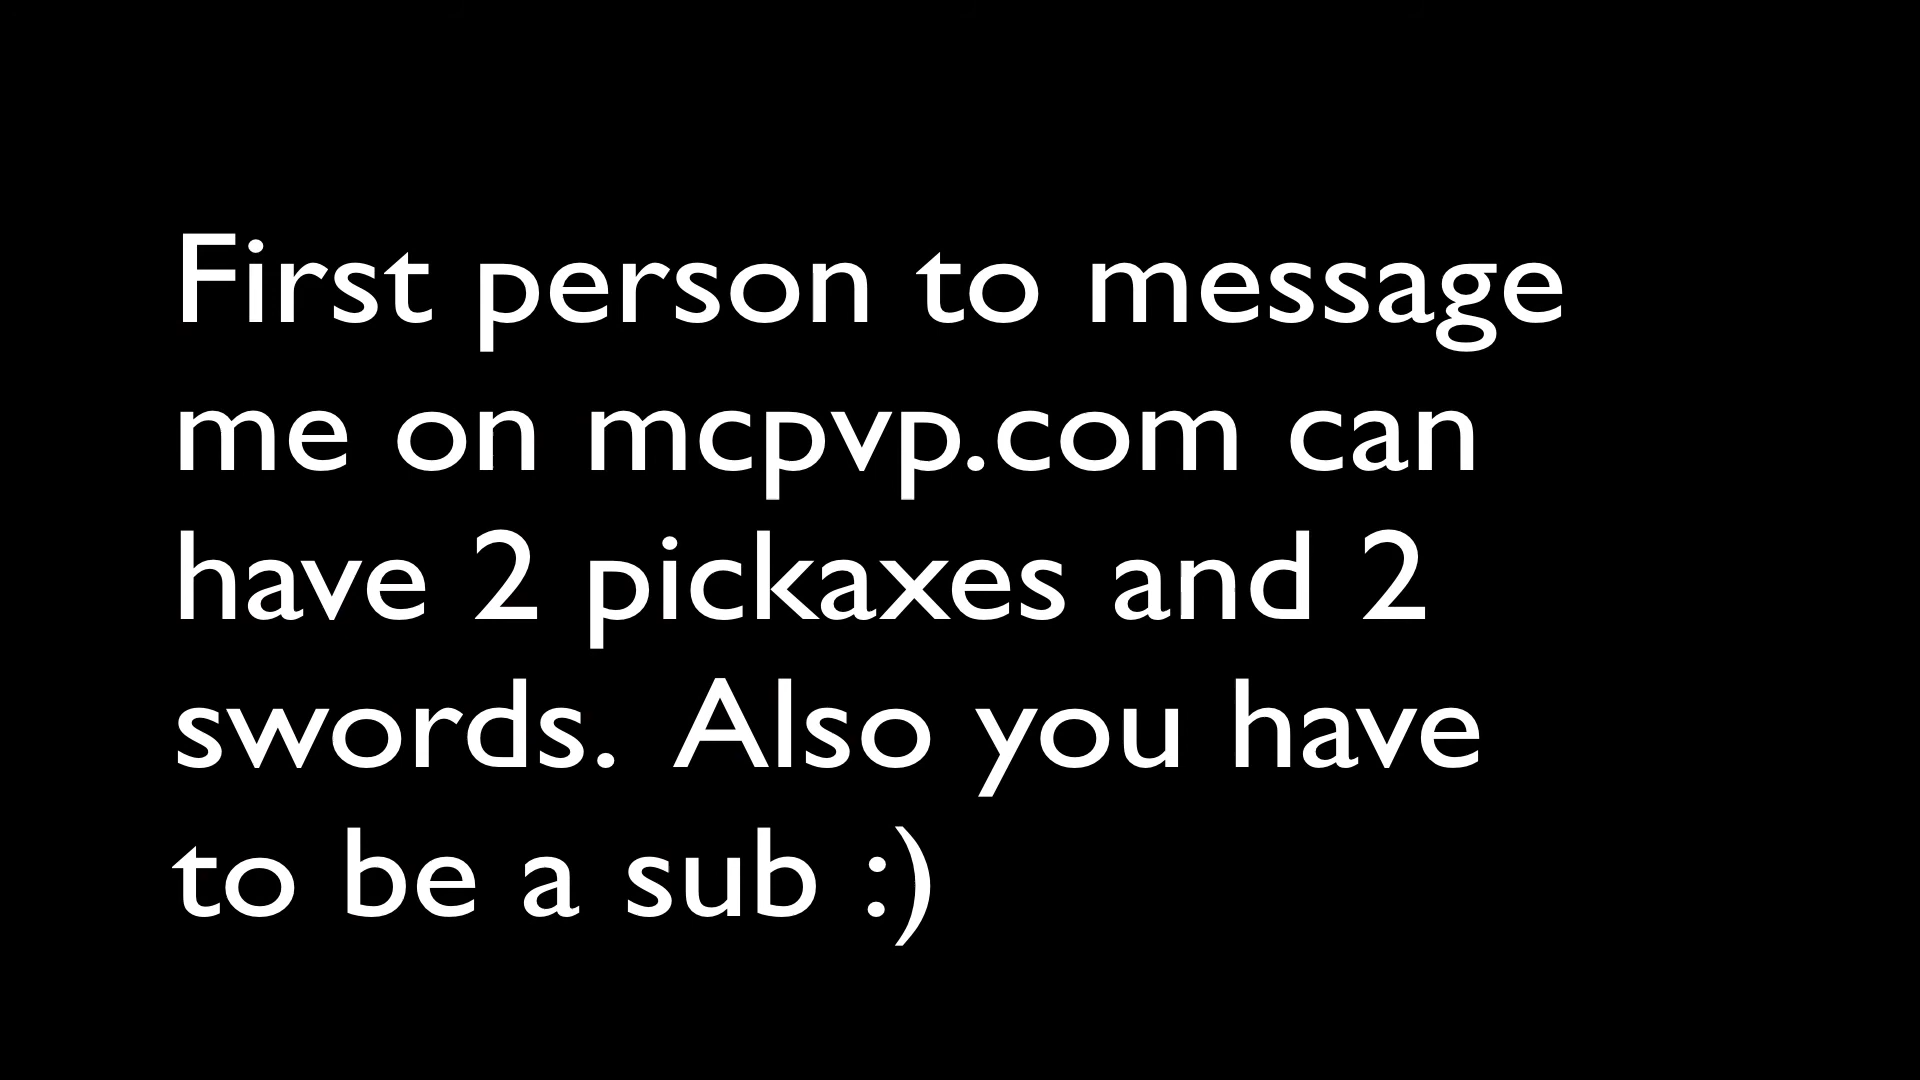 First person to message
me on mcpvp.com can
have 2 pickaxes and 2
swords. Also you have
to be a sub :)